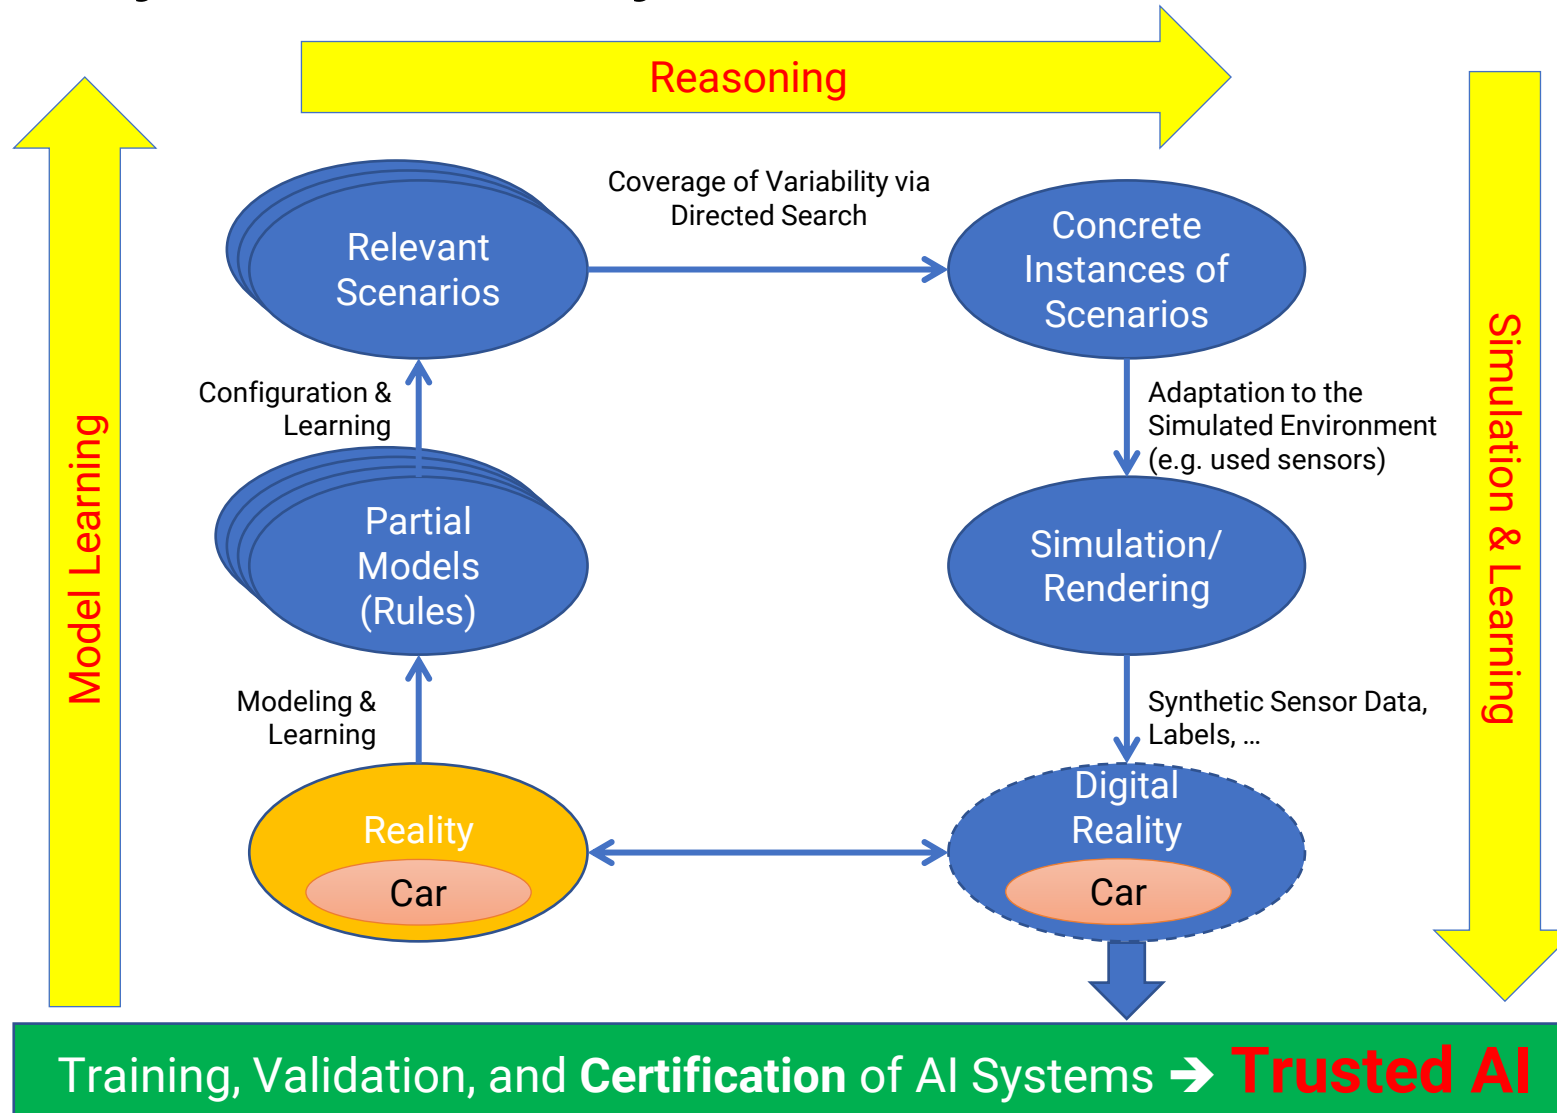 Reasoning
Model Learning
Relevant
Scenarios
Coverage of Variability via
Directed Search
Concrete
Instances of
Scenarios
Configuration &
Learning
Adaptation to the
Simulated Environment
(e.g. used sensors)
Partial
Models
(Rules)
Simulation/
Rendering
Simulation & Learning
Modeling &
Learning
Synthetic Sensor Data,
Labels, ...
Reality
Car
Digital
Reality
Car
Training, Validation, and Certification of AI Systems ➔ Trusted AI